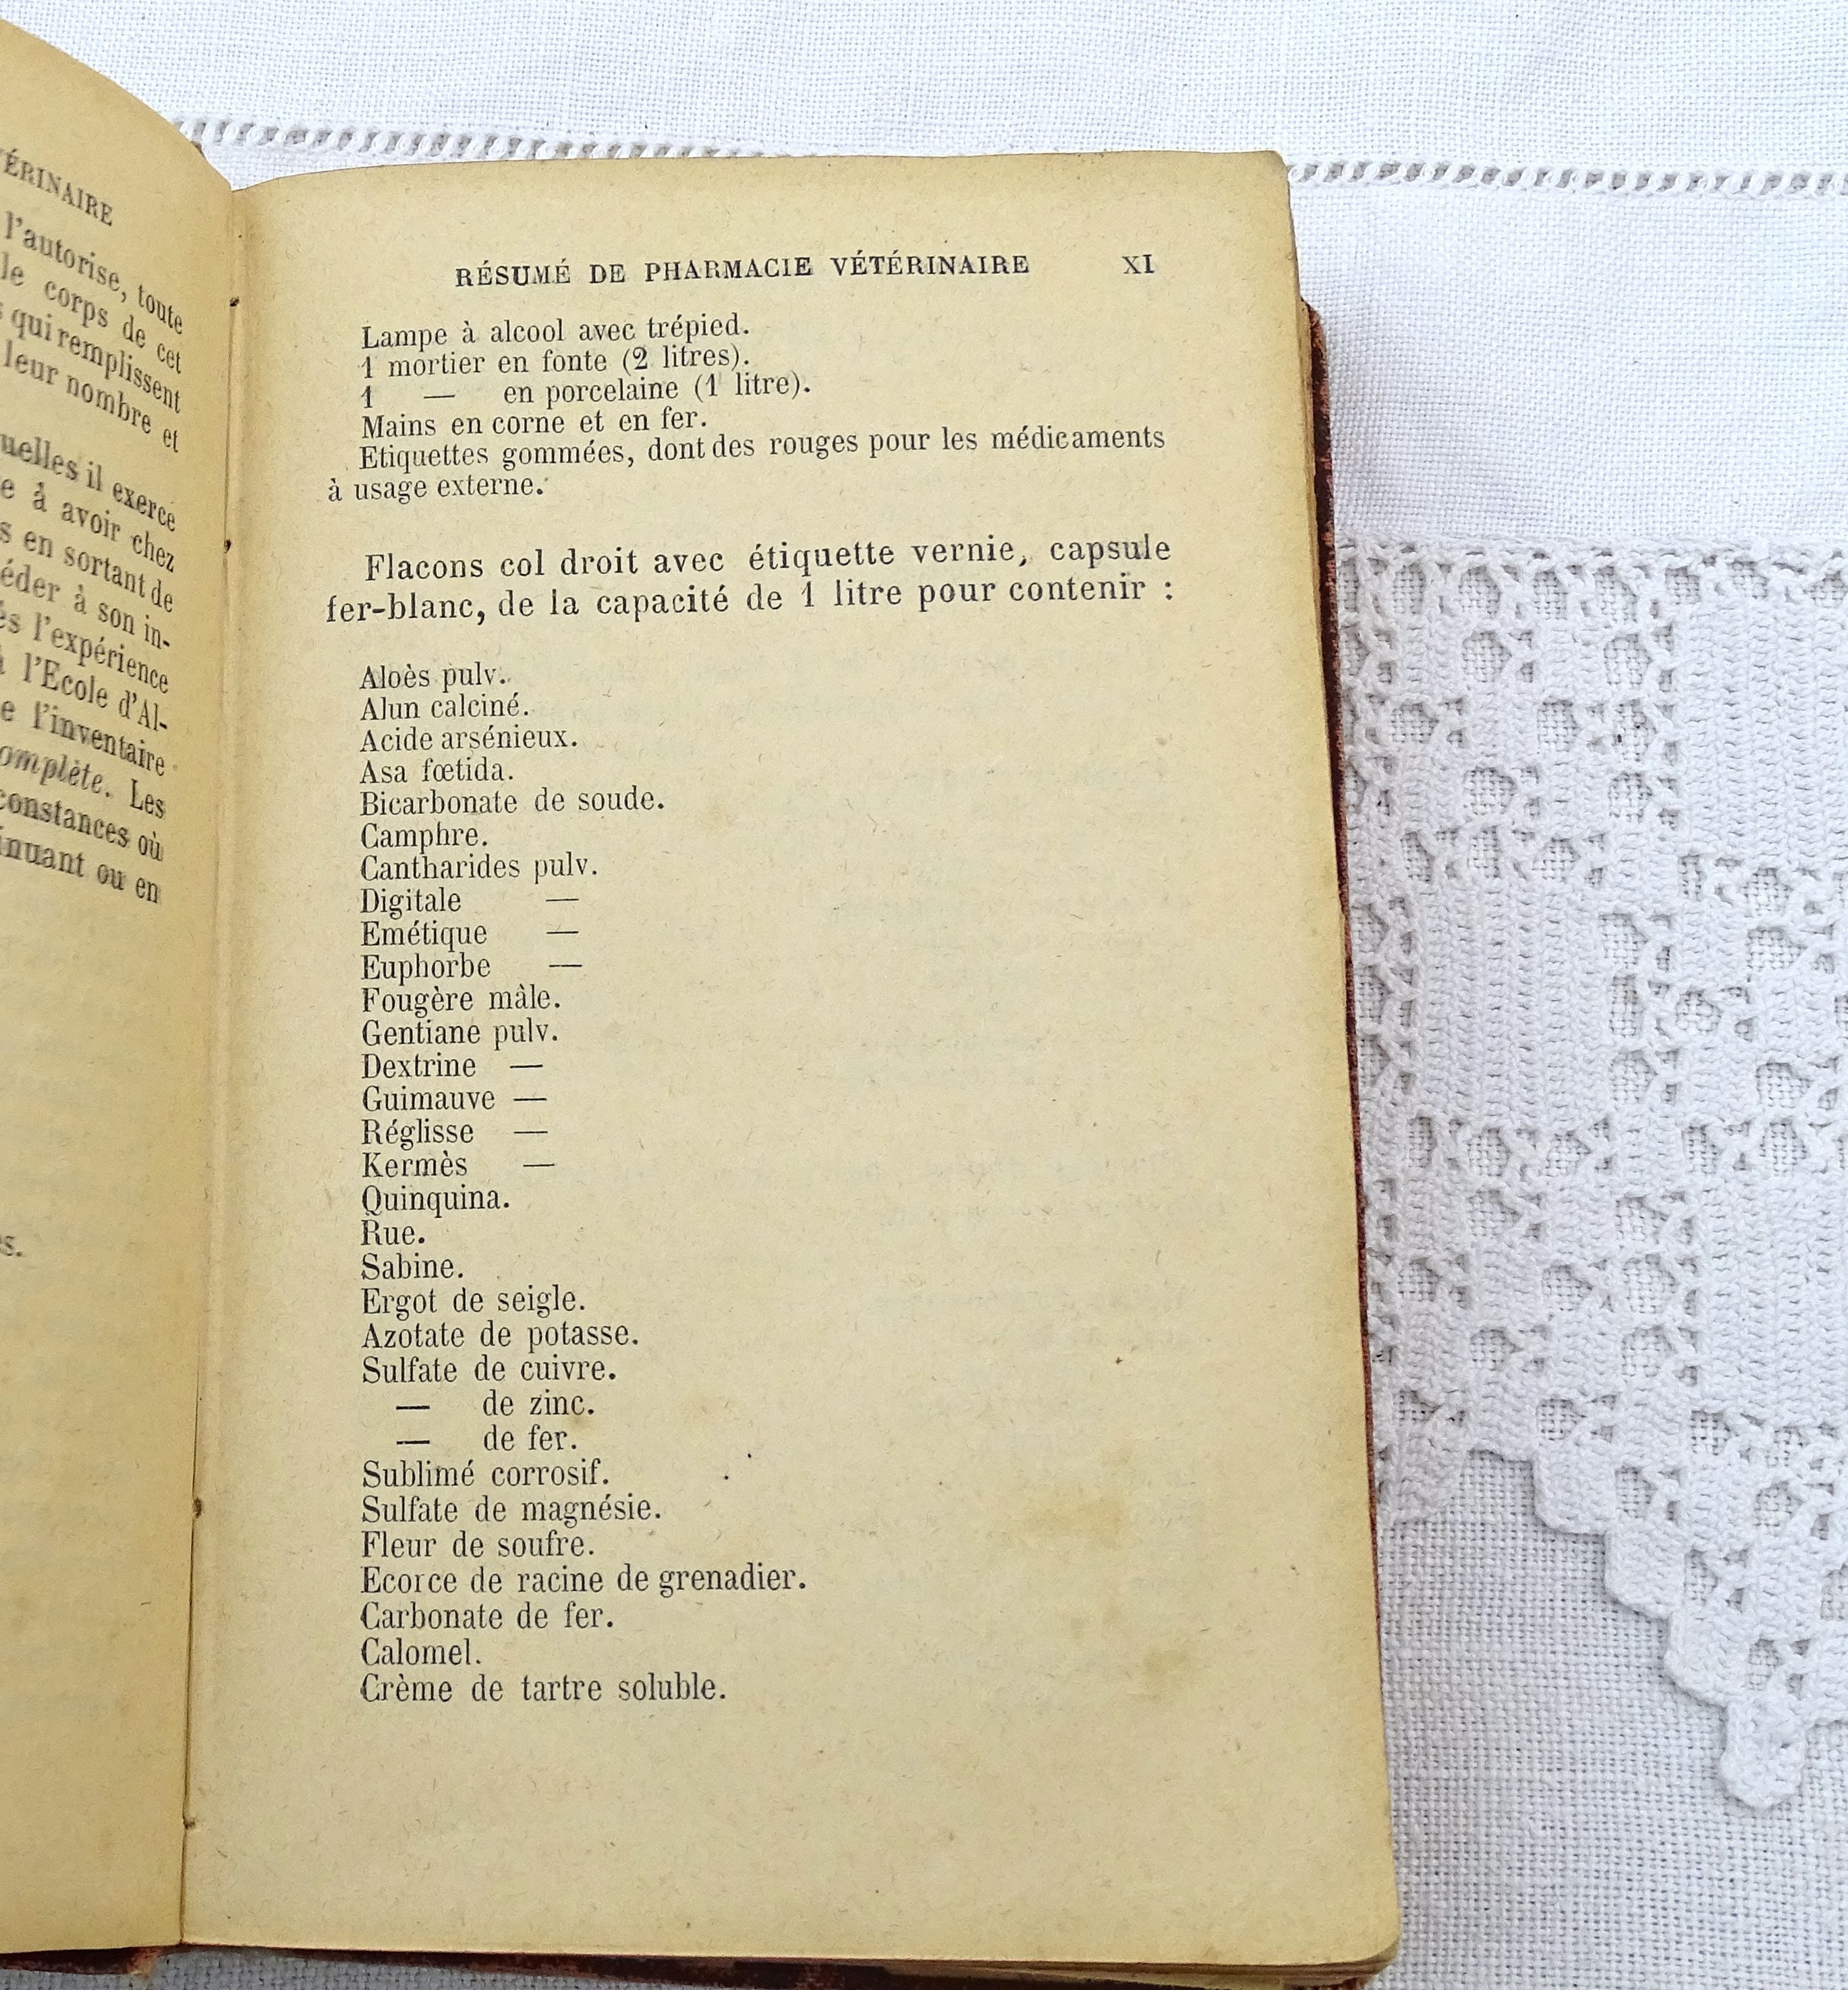 ÉRINAIRE
l'autorise, toute
le corps de cet
qui remplissent
leur nombre et
il exerce
à avoir chez
en sortant de
à son in-
l'expérience
l'Ecole d'Al-
l'inventaire
Les
où
ou en
RÉSUMÉ DE PHARMACIE VÉTÉRINAIRE XI
Lampe à alcool avec trépied.
1 mortier en fonte (2 litres).
1 — en porcelaine (1 litre).
Mains en corne et en fer.
Etiquettes gommées, dont des rouges pour les médicaments
à usage externe.
Flacons col droit avec étiquette vernie, capsule
fer-blanc, de la capacité de 1 litre pour contenir :
Aloès pulv.
Alun calciné.
Acide arsénieux.
Asa fœtida.
Bicarbonate de soude.
Camphre.
Cantharides pulv.
Digitale —
Emétique —
Euphorbe —
Fougère mâle.
Gentiane pulv.
Dextrine —
Guimauve —
Réglisse —
Kermès —
Quinquina.
Rue.
Sabine.
Ergot de seigle.
Azotate de potasse.
Sulfate de cuivre.
— de zinc.
— de fer.
Sublimé corrosif.
Sulfate de magnésie.
Fleur de soufre.
Ecorce de racine de grenadier.
Carbonate de fer.
Calomel.
Crème de tartre soluble.